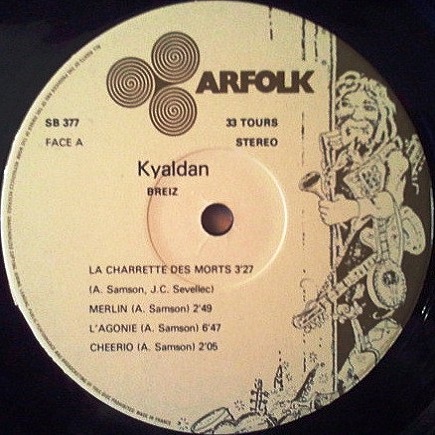 ARFOLK
SB 377
33 TOURS
FACE A
STEREO
Kyaldan
BREIZ
LA CHARRETTE DES MORTS 3'27
(A. Samson, J.C. Sevellec)
MERLIN (A. Samson) 2'49
L'AGONIE (A. Samson) 6'47
CHEERIO (A. Samson) 2'05
MADE IN FRANCE